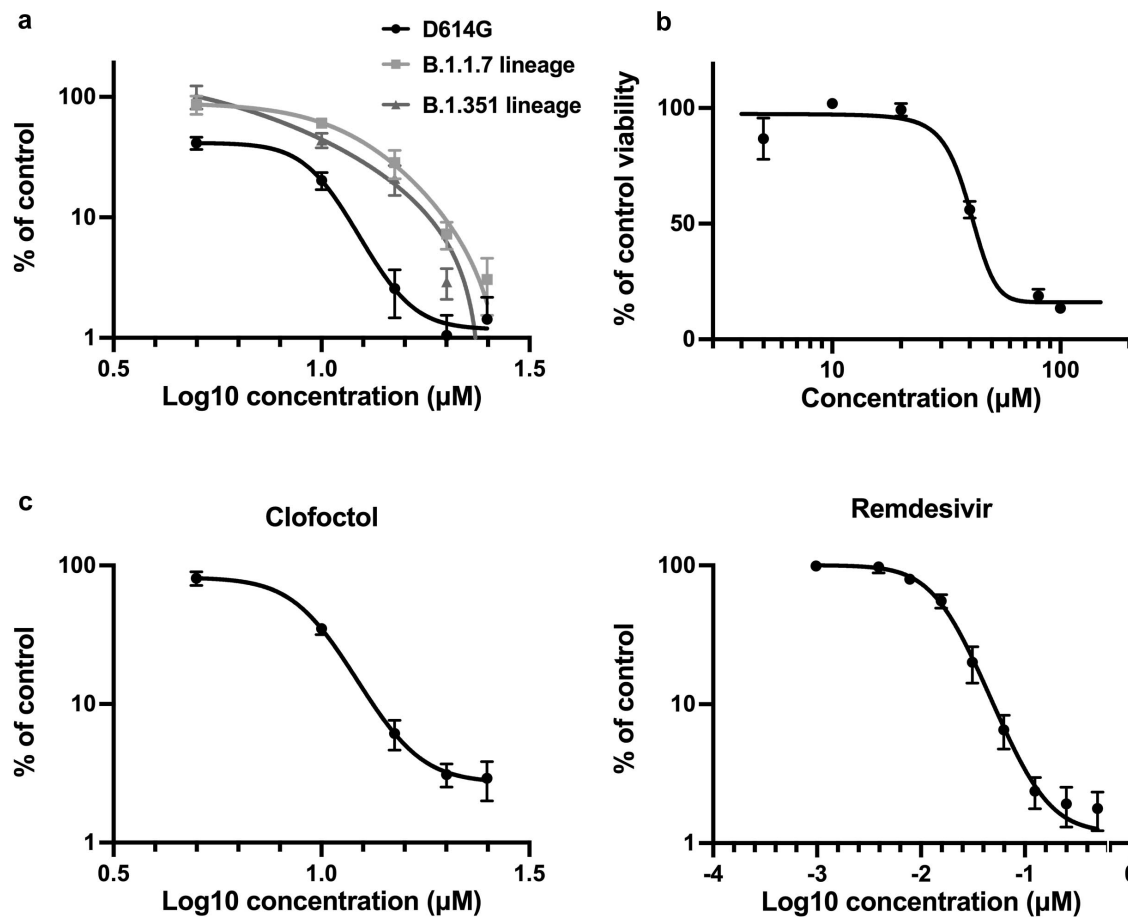 a
D614G
B.1.1.7 lineage
B.1.351 lineage
% of control
100
10
1
0.5
1.0
1.5
Log10 concentration (µM)
b
% of control viability
100
50
0
10
100
Concentration (µM)
c
Clofoctol
% of control
100
10
1
0.5
1.0
1.5
Log10 concentration (µM)
Remdesivir
% of control
100
10
1
-4
-3
-2
-1
Log10 concentration (µM)